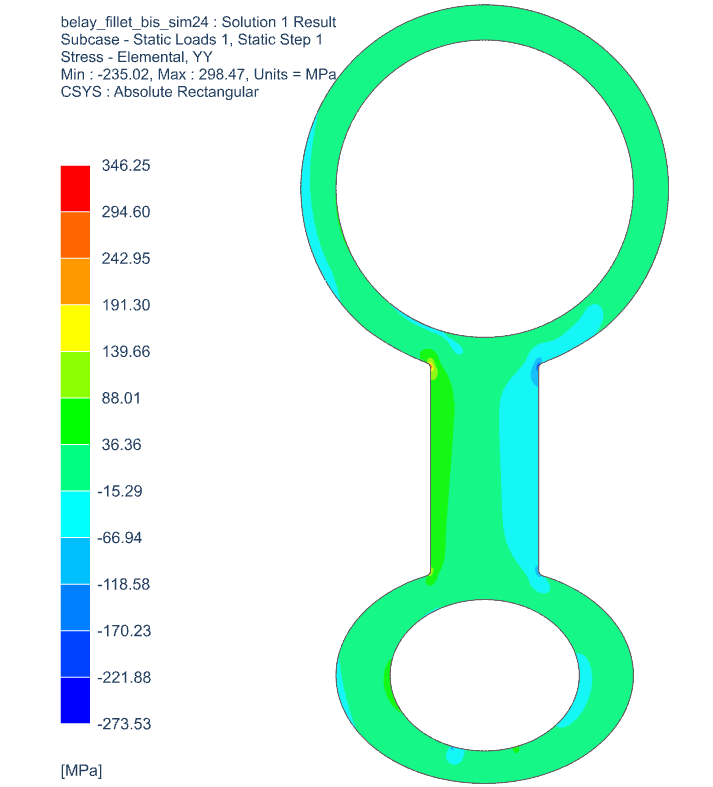 belay_fillet_bis_sim24 : Solution 1 Result
Subcase - Static Loads 1, Static Step 1
Stress - Elemental, YY
Min : -235.02, Max : 298.47, Units = MPa
CSYS : Absolute Rectangular
346.25
294.60
242.95
191.30
139.66
88.01
36.36
-15.29
-66.94
-118.58
-170.23
-221.88
-273.53
[MPa]